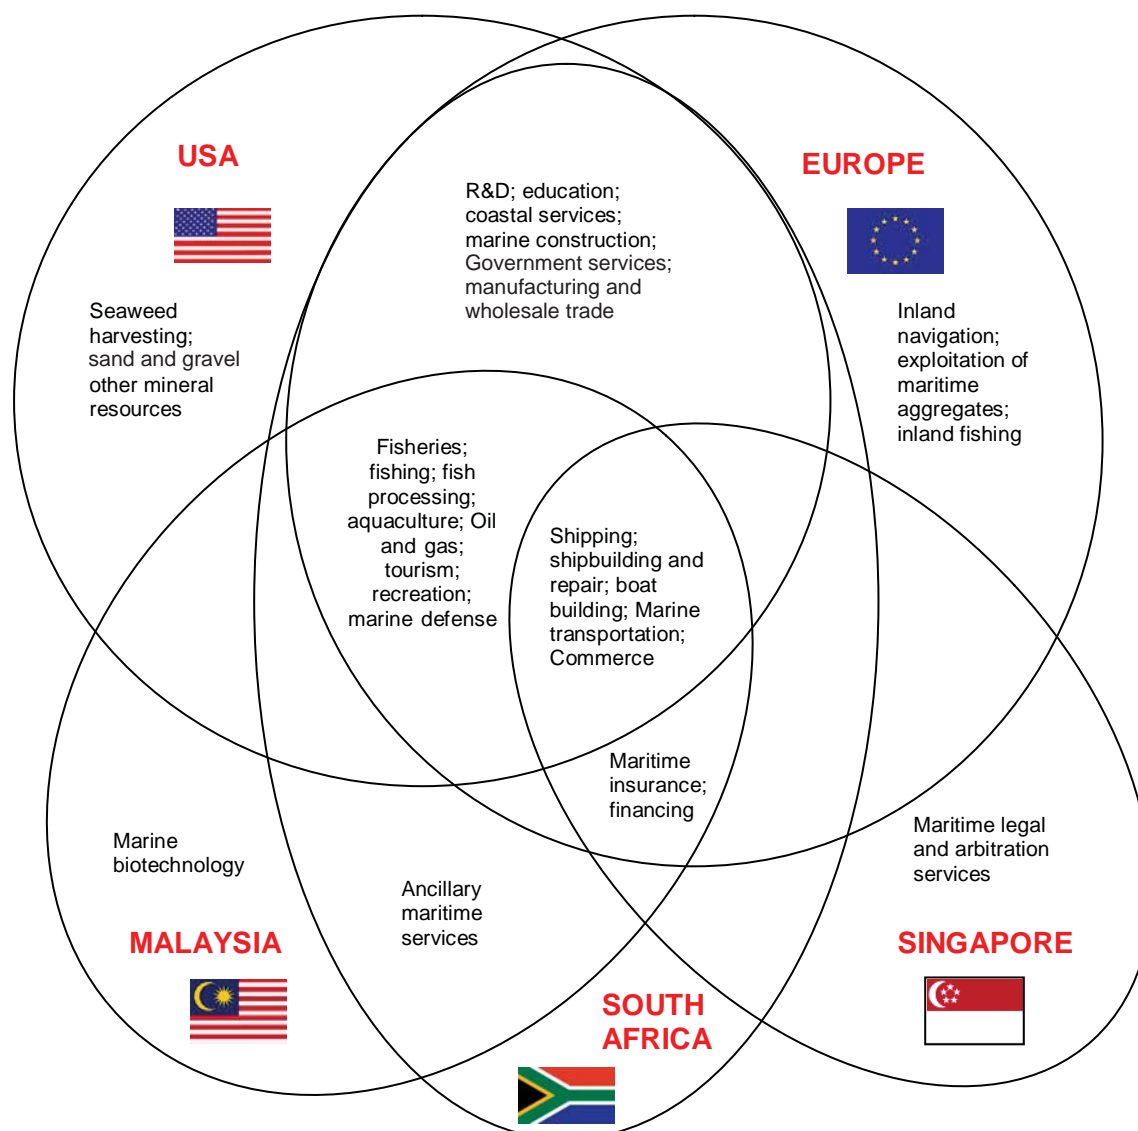 USA
EUROPE
R&D; education;
coastal services;
marine construction;
Government services;
manufacturing and
wholesale trade
Seaweed
harvesting;
sand and gravel
other mineral
resources
Inland
navigation;
exploitation of
maritime
aggregates;
inland fishing
Fisheries;
fishing; fish
processing;
aquaculture; Oil
and gas;
tourism;
recreation;
marine defense
Shipping;
shipbuilding and
repair; boat
building; Marine
transportation;
Commerce
Maritime
insurance;
financing
Marine
biotechnology
Maritime legal
and arbitration
services
Ancillary
maritime
services
MALAYSIA
SINGAPORE
SOUTH
AFRICA